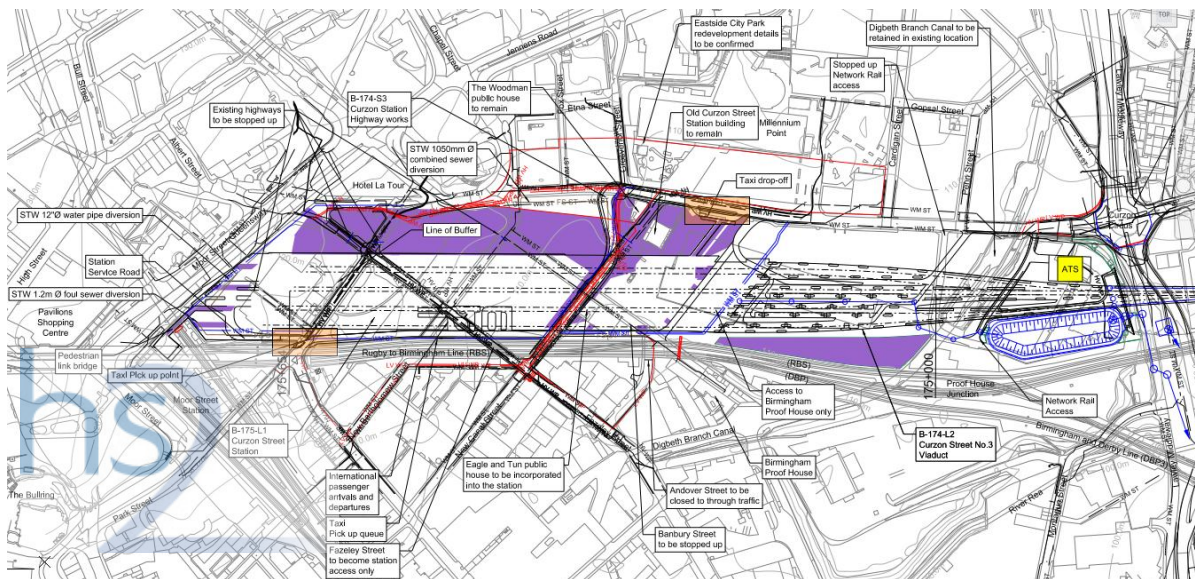 Eastside City Park
redevelopment details
to be confirmed
Digbeth Branch Canal to be
retained in existing location
TOP
Jennens Road
Chapel Street
Bull Street
The Woodman
public house
to remain
B-174-S3
Curzon Station
Highway works
Stopped up
Network Rail
access
Existing highways
to be stopped up
Etna Street
Old Curzon Street
Station building
to remain
Millennium
Point
Gopsal Street
Cardigan Street
Penn Street
Albert Street
STW 1050mm Ø
combined sewer
diversion
Hotel La Tour
Taxi drop-off
STW 12"Ø water pipe diversion
Line of Buffer
Curzon
Circus
High Street
Station
Service Road
ATS
STW 1.2m Ø foul sewer diversion
Pavilions
Shopping
Centre
Pedestrian
link bridge
Rugby to Birmingham Line (RBS)
(RBS)
(DBP)
175+000
Taxi Pick up point
Moor Street
Station
Moor Street
Proof House
Junction
Access to
Birmingham
Proof House only
Network Rail
Access
hs2
B-175-L1
Curzon Street
Station
Digbeth Branch Canal
B-174-L2
Curzon Street No.3
Viaduct
Birmingham and Derby Line (DBP)
International
passenger
arrivals and
departures
Eagle and Tun public
house to be incorporated
into the station
Birmingham
Proof House
The Bullring
Park Street
Andover Street to be
closed to through traffic
River Rea
Taxi
Pick up queue
Banbury Street
to be stopped up
Fazeley Street
to become station
access only